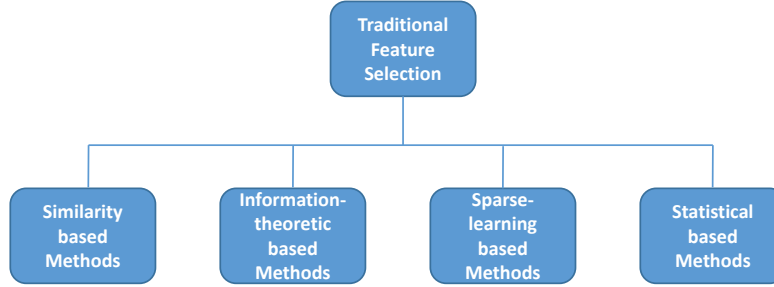 Traditional
Feature
Selection
Similarity
based
Methods
Information-
theoretic
based
Methods
Sparse-
learning
based
Methods
Statistical
based
Methods